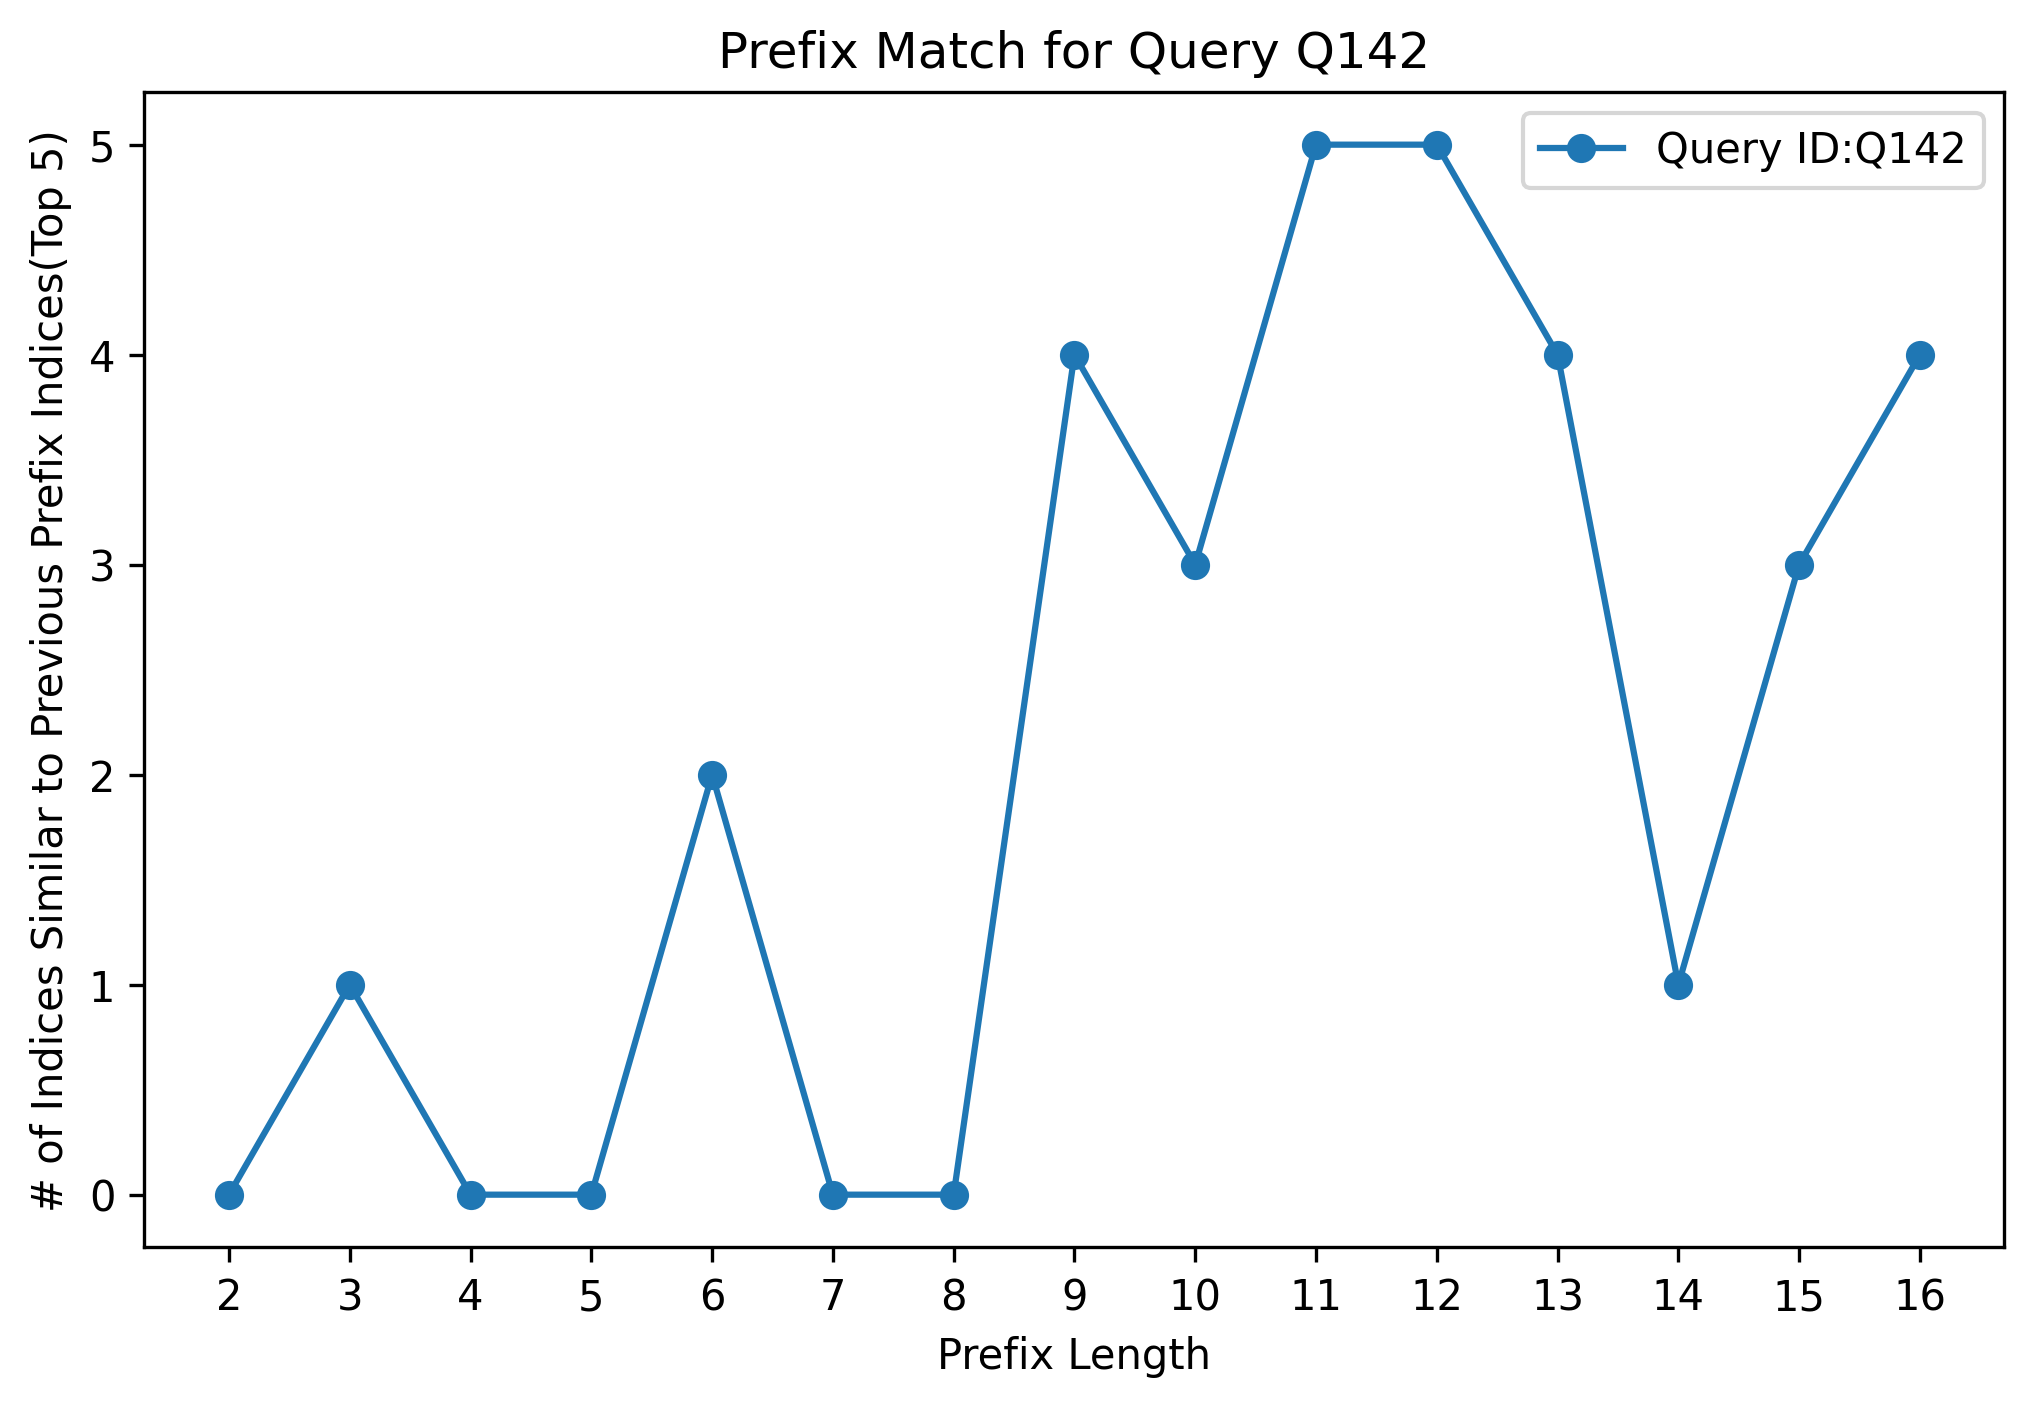 Prefix Match for Query Q142
Query ID:Q142
# of Indices Similar to Previous Prefix Indices(Top 5)
5
4
3
2
1
0
2 3 4 5 6 7 8 9 10 11 12 13 14 15 16
Prefix Length